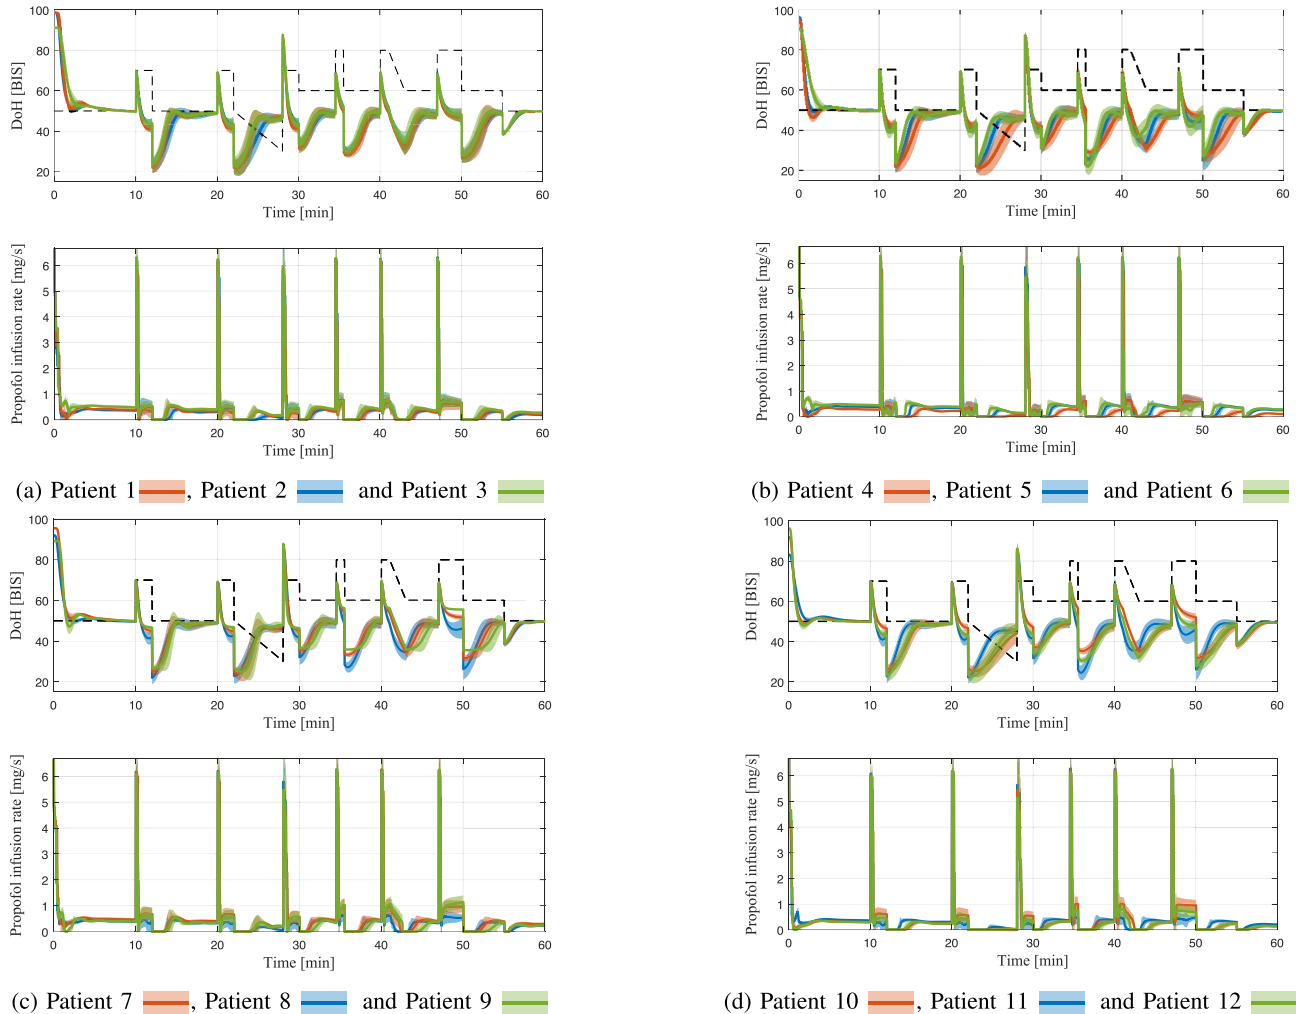 100
80
60
40
20
DoH [BIS]
0 10 20 30 40 50 60
Time [min]
100
80
60
40
20
DoH [BIS]
0 10 20 30 40 50 60
Time [min]
6
5
4
3
2
1
0
Propofol infusion rate [mg/s]
0 10 20 30 40 50 60
Time [min]
6
5
4
3
2
1
0
Propofol infusion rate [mg/s]
0 10 20 30 40 50 60
Time [min]
(a) Patient 1 , Patient 2 and Patient 3
(b) Patient 4 , Patient 5 and Patient 6
100
80
60
40
20
DoH [BIS]
0 10 20 30 40 50 60
Time [min]
100
80
60
40
20
DoH [BIS]
0 10 20 30 40 50 60
Time [min]
6
5
4
3
2
1
0
Propofol infusion rate [mg/s]
0 10 20 30 40 50 60
Time [min]
6
5
4
3
2
1
0
Propofol infusion rate [mg/s]
0 10 20 30 40 50 60
Time [min]
(c) Patient 7 , Patient 8 and Patient 9
(d) Patient 10 , Patient 11 and Patient 12